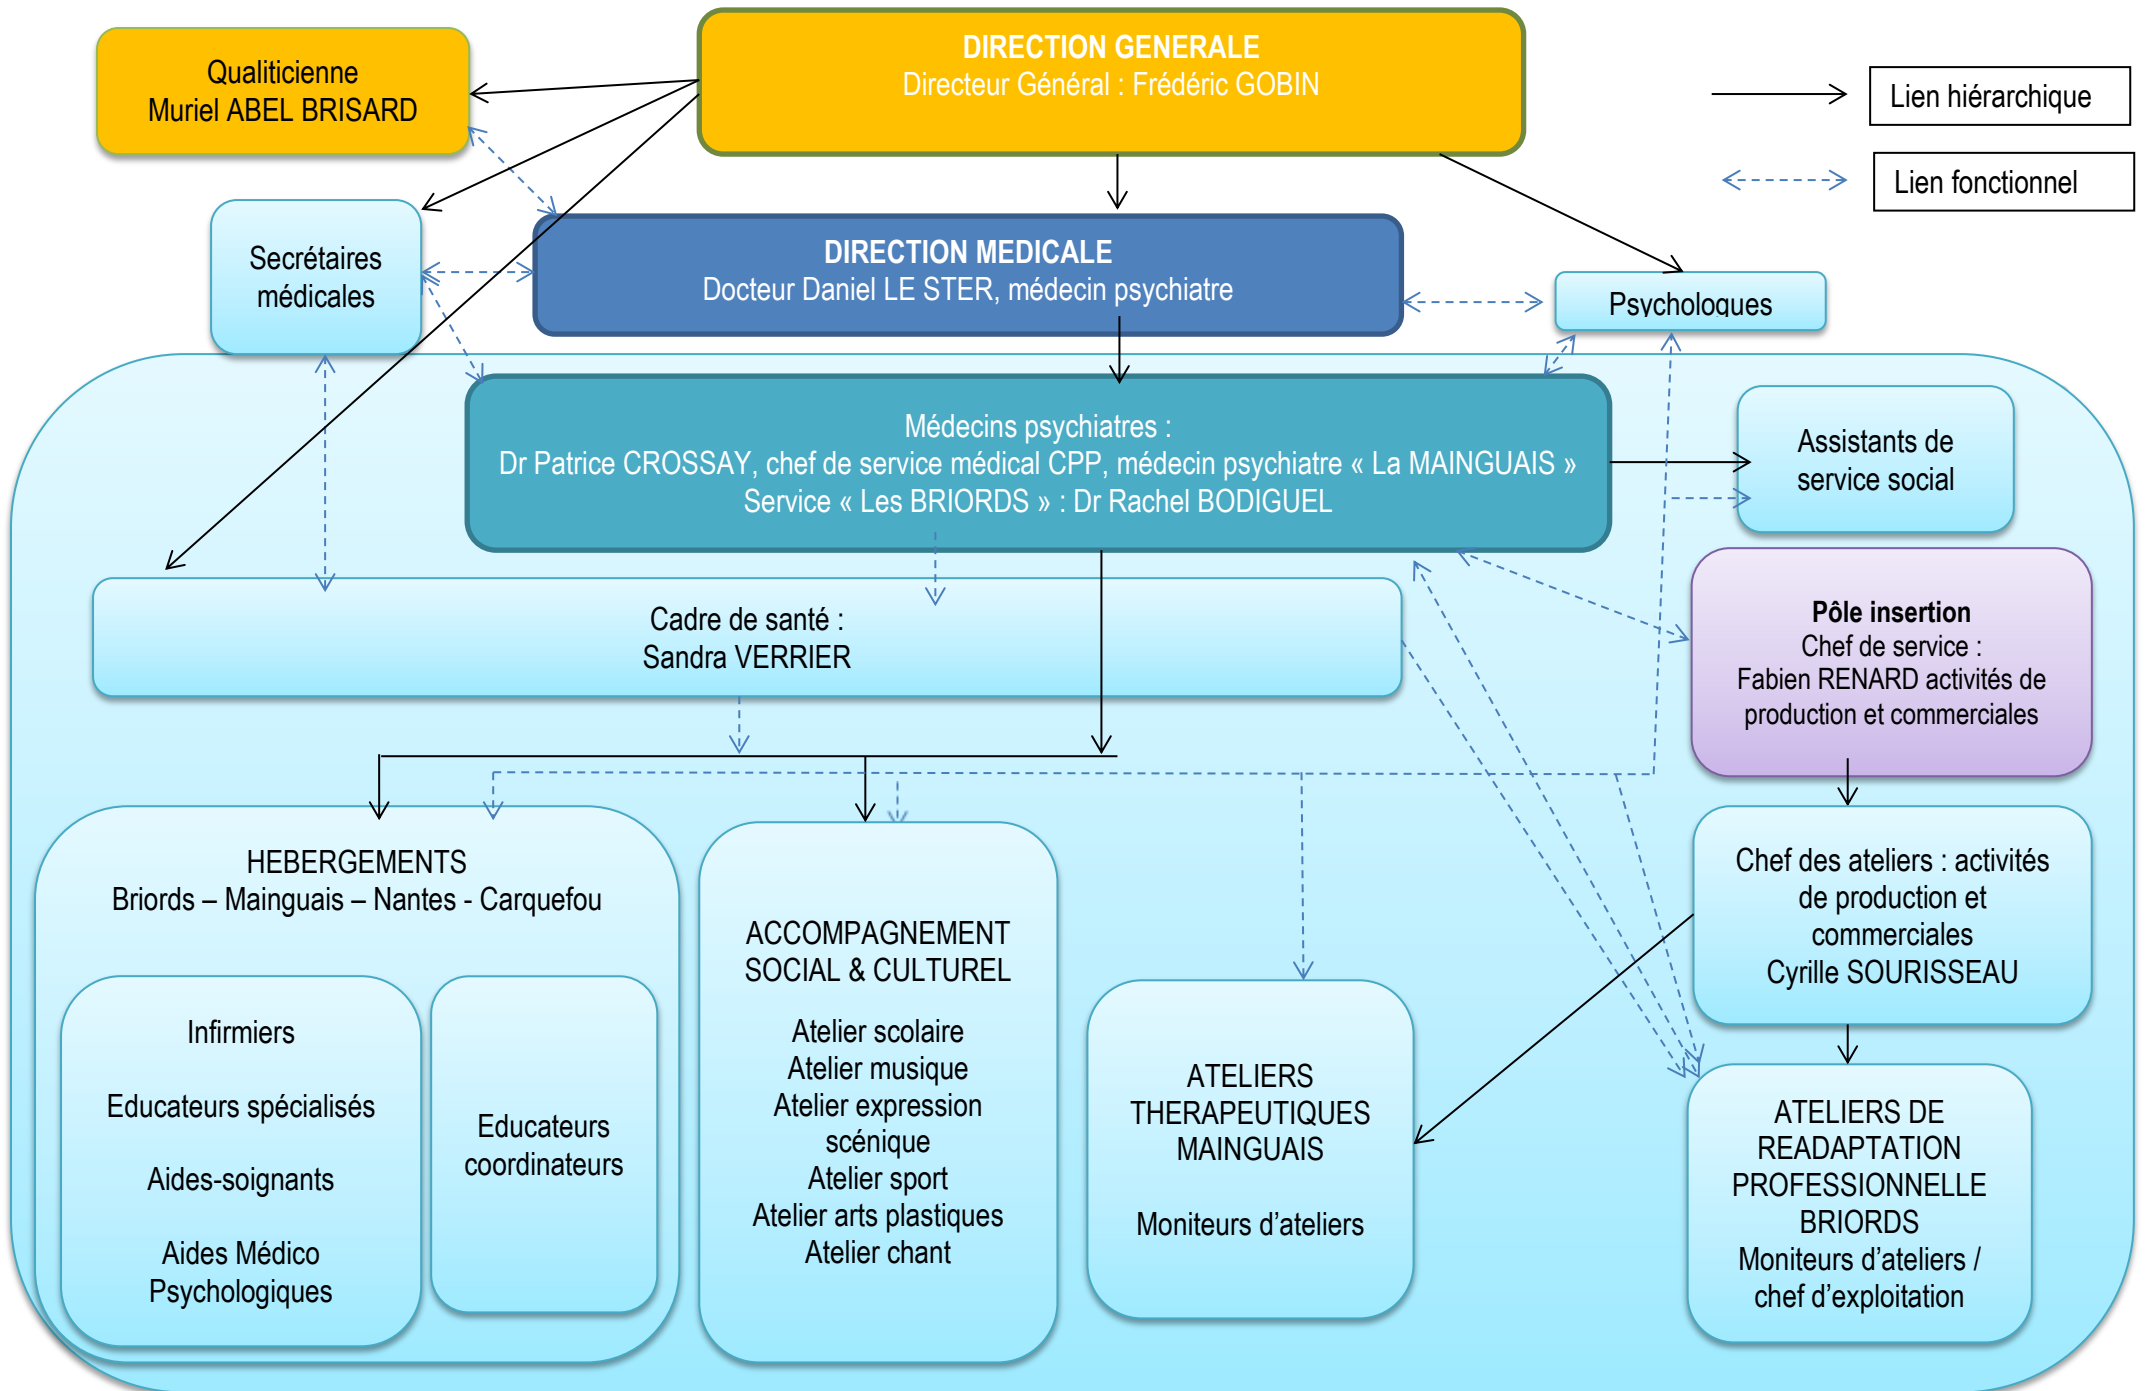 DIRECTION GENERALE
Directeur Général : Frédéric GOBIN
Qualiticienne
Muriel ABEL BRISARD
Lien hiérarchique
Lien fonctionnel
Secrétaires
médicales
DIRECTION MEDICALE
Docteur Daniel LE STER, médecin psychiatre
Psychologues
Médecins psychiatres :
Dr Patrice CROSSAY, chef de service médical CPP, médecin psychiatre « La MAINGUAIS »
Service « Les BRIORDS » : Dr Rachel BODIGUEL
Assistants de
service social
Cadre de santé :
Sandra VERRIER
Pôle insertion
Chef de service :
Fabien RENARD activités de
production et commerciales
HEBERGEMENTS
Briords – Mainguais – Nantes - Carquefou
Infirmiers
Educateurs spécialisés
Aides-soignants
Aides Médico
Psychologiques
Educateurs
coordinateurs
ACCOMPAGNEMENT
SOCIAL & CULTUREL
Atelier scolaire
Atelier musique
Atelier expression
scénique
Atelier sport
Atelier arts plastiques
Atelier chant
ATELIERS
THERAPEUTIQUES
MAINGUAIS
Moniteurs d’ateliers
Chef des ateliers : activités
de production et
commerciales
Cyrille SOURISSEAU
ATELIERS DE
READAPTATION
PROFESSIONNELLE
BRIORDS
Moniteurs d’ateliers /
chef d’exploitation